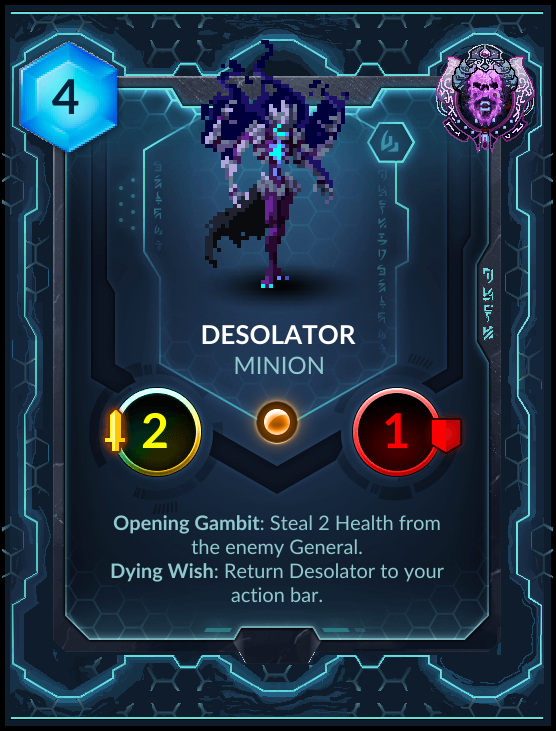 4
DESOLATOR
MINION
2
1
Opening Gambit: Steal 2 Health from
the enemy General.
Dying Wish: Return Desolator to your
action bar.